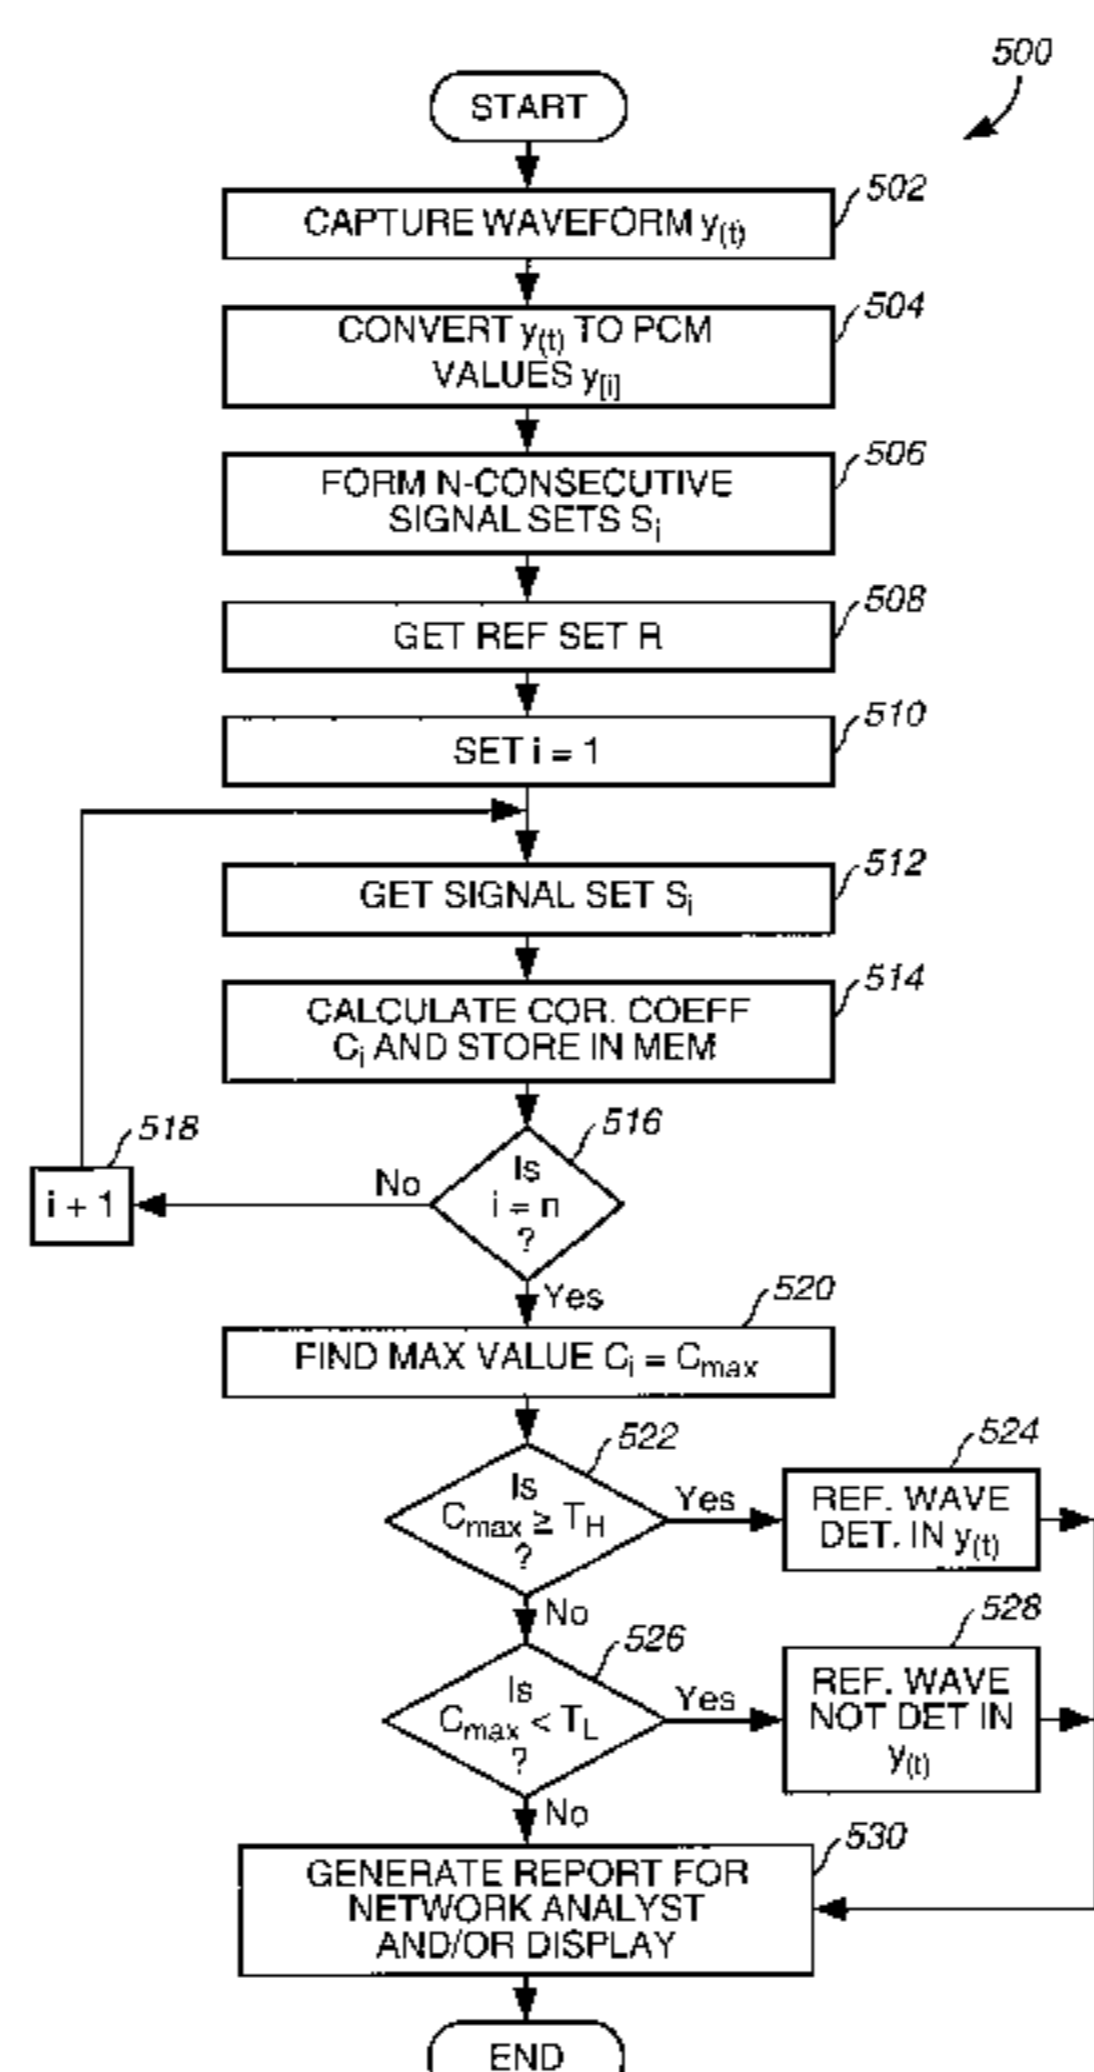 500
START
502
CAPTURE WAVEFORM y(t)
504
CONVERT y(t) TO PCM
VALUES y[i]
506
FORM N-CONSECUTIVE
SIGNAL SETS Si
508
GET REF SET R
510
SET i = 1
512
GET SIGNAL SET Si
514
CALCULATE COR. COEFF
Ci AND STORE IN MEM
516
518
Is
i = n
?
No
i + 1
Yes
520
FIND MAX VALUE Ci = Cmax
522
524
Is
Cmax ≥ TH
?
Yes
REF. WAVE
DET. IN y(t)
No
526
528
Is
Cmax < TL
?
Yes
REF. WAVE
NOT DET IN
y(t)
No
530
GENERATE REPORT FOR
NETWORK ANALYST
AND/OR DISPLAY
END